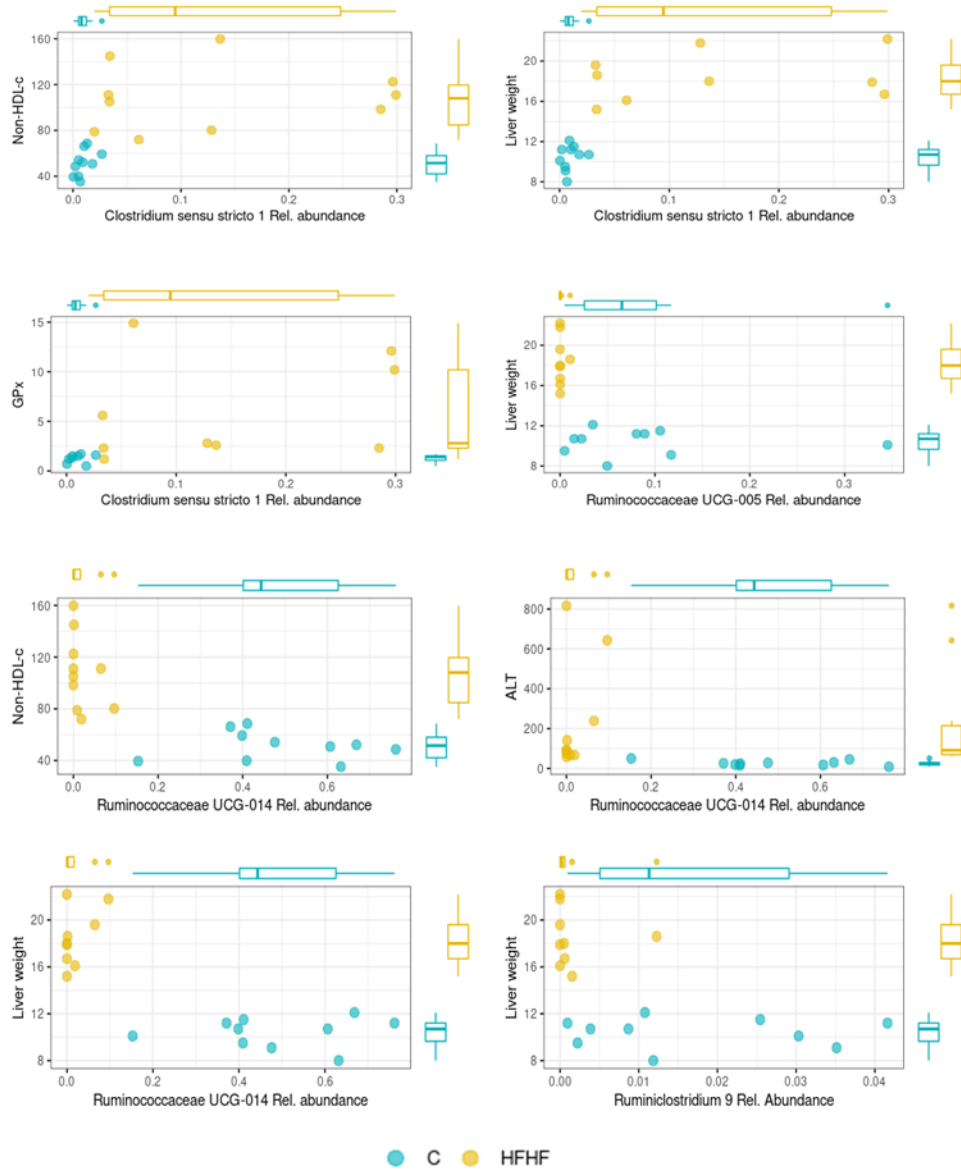 Non-HDL-c
160
120
80
40
0.0 0.1 0.2 0.3
Clostridium sensu stricto 1 Rel. abundance
Liver weight
20
16
12
8
0.0 0.1 0.2 0.3
Clostridium sensu stricto 1 Rel. abundance
GPx
15
10
5
0
0.0 0.1 0.2 0.3
Clostridium sensu stricto 1 Rel. abundance
Liver weight
20
16
12
8
0.0 0.1 0.2 0.3
Ruminococcaceae UCG-005 Rel. abundance
Non-HDL-c
160
120
80
40
0.0 0.2 0.4 0.6
Ruminococcaceae UCG-014 Rel. abundance
ALT
800
600
400
200
0
0.0 0.2 0.4 0.6
Ruminococcaceae UCG-014 Rel. abundance
Liver weight
20
16
12
8
0.0 0.2 0.4 0.6
Ruminococcaceae UCG-014 Rel. abundance
Liver weight
20
16
12
8
0.00 0.01 0.02 0.03 0.04
Ruminiclostridium 9 Rel. Abundance
C HFHF